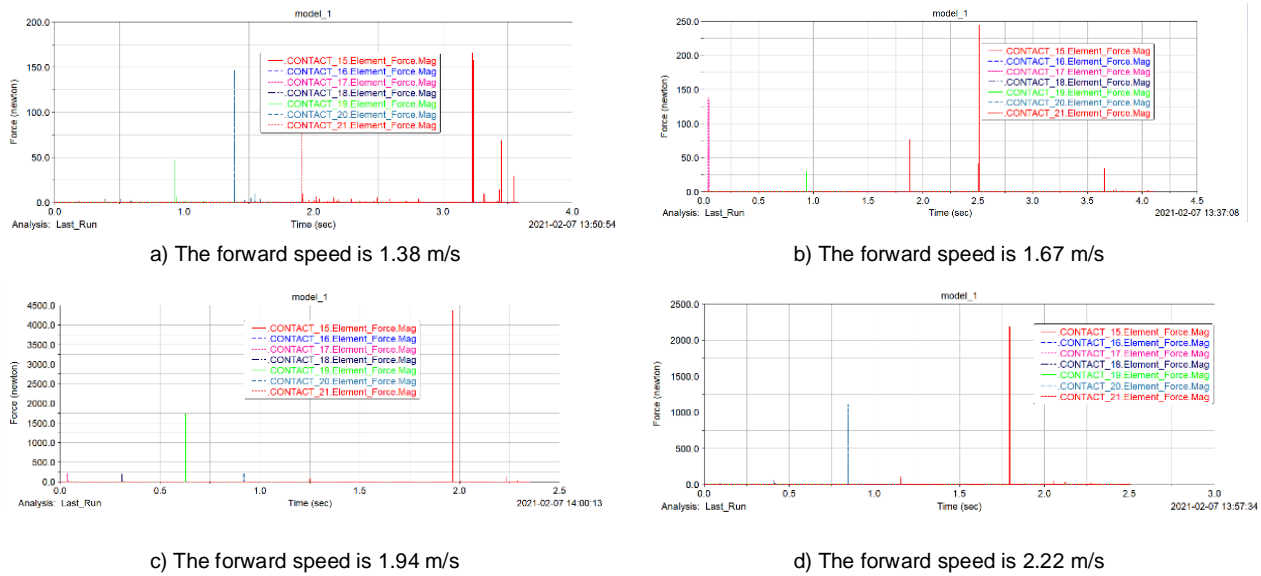 model_1
200.0
150.0
100.0
50.0
0.0
Force (newton)
.CONTACT_15.Element_Force.Mag
.CONTACT_16.Element_Force.Mag
.CONTACT_17.Element_Force.Mag
.CONTACT_18.Element_Force.Mag
.CONTACT_19.Element_Force.Mag
.CONTACT_20.Element_Force.Mag
.CONTACT_21.Element_Force.Mag
0.0 1.0 2.0 3.0 4.0
Analysis: Last_Run Time (sec) 2021-02-07 13:50:54
a) The forward speed is 1.38 m/s
model_1
250.0
200.0
150.0
100.0
50.0
0.0
Force (newton)
.CONTACT_15.Element_Force.Mag
.CONTACT_16.Element_Force.Mag
.CONTACT_17.Element_Force.Mag
.CONTACT_18.Element_Force.Mag
.CONTACT_19.Element_Force.Mag
.CONTACT_20.Element_Force.Mag
.CONTACT_21.Element_Force.Mag
0.0 0.5 1.0 1.5 2.0 2.5 3.0 3.5 4.0 4.5
Analysis: Last_Run Time (sec) 2021-02-07 13:37:08
b) The forward speed is 1.67 m/s
model_1
4500.0
4000.0
3500.0
3000.0
2500.0
2000.0
1500.0
1000.0
500.0
0.0
Force (newton)
.CONTACT_15.Element_Force.Mag
.CONTACT_16.Element_Force.Mag
.CONTACT_17.Element_Force.Mag
.CONTACT_18.Element_Force.Mag
.CONTACT_19.Element_Force.Mag
.CONTACT_20.Element_Force.Mag
.CONTACT_21.Element_Force.Mag
0.0 0.5 1.0 1.5 2.0 2.5
Analysis: Last_Run Time (sec) 2021-02-07 14:00:13
c) The forward speed is 1.94 m/s
model_1
2500.0
2000.0
1500.0
1000.0
500.0
0.0
Force (newton)
.CONTACT_15.Element_Force.Mag
.CONTACT_16.Element_Force.Mag
.CONTACT_17.Element_Force.Mag
.CONTACT_18.Element_Force.Mag
.CONTACT_19.Element_Force.Mag
.CONTACT_20.Element_Force.Mag
.CONTACT_21.Element_Force.Mag
0.0 0.5 1.0 1.5 2.0 2.5 3.0
Analysis: Last_Run Time (sec) 2021-02-07 13:57:34
d) The forward speed is 2.22 m/s